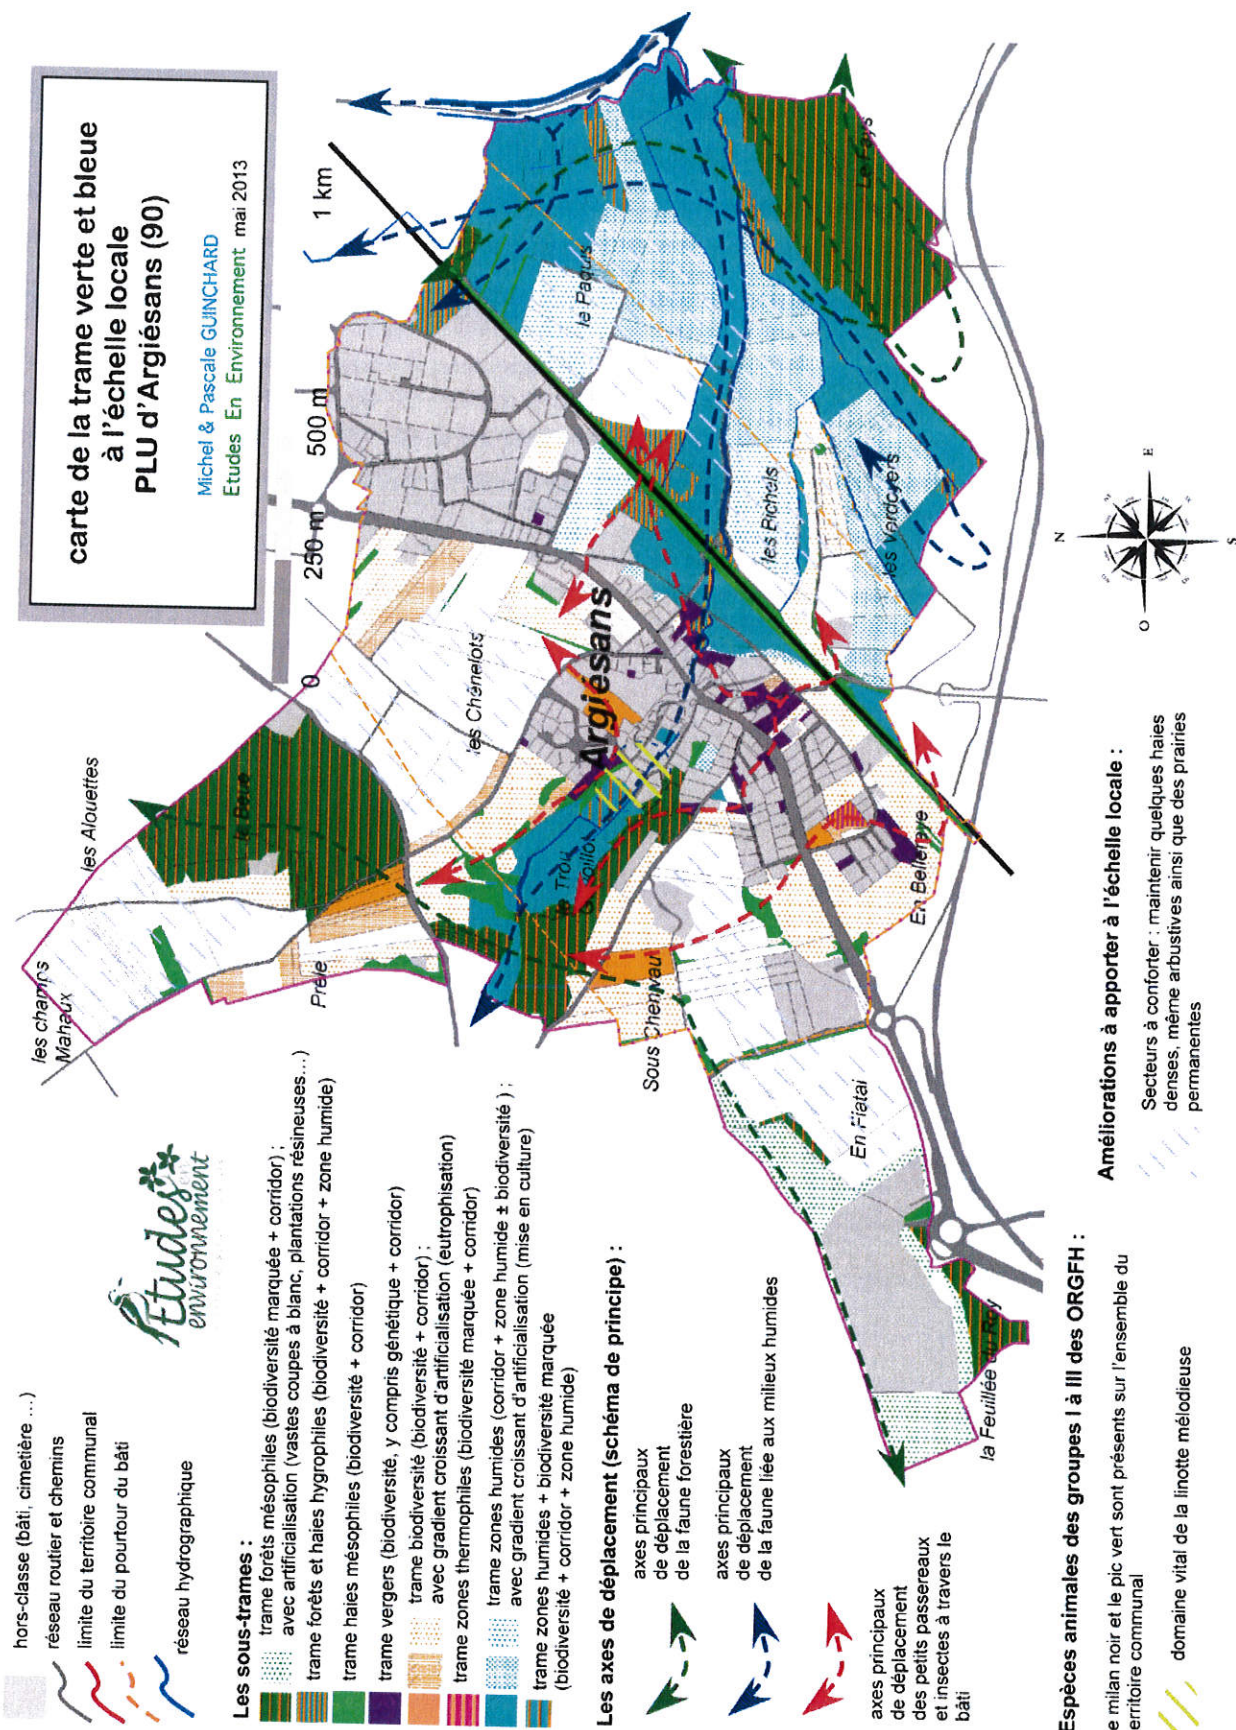 carte de la trame verte et bleue
à l'échelle locale
PLU d'Argiésans (90)
Michel & Pascale GUINCHARD
Etudes En Environnement mai 2013
0
250 m
500 m
1 km
les Alouettes
les champs
Mahaux
Préle
les Chênelots
Argiésans
le Paquis
Le Fays
les Pichels
les Vordoyers
Sous Chenivaut
En Belleraye
En Fiatai
la Feuillée du Roy
N
E
S
O
Etudes en
environnement
hors-classe (bâti, cimetière ...)
réseau routier et chemins
limite du territoire communal
limite du pourtour du bâti
réseau hydrographique
Les sous-trames :
trame forêts mésophiles (biodiversité marquée + corridor) ;
avec artificialisation (vastes coupes à blanc, plantations résineuses...)
trame forêts et haies hygrophiles (biodiversité + corridor + zone humide)
trame haies mésophiles (biodiversité + corridor)
trame vergers (biodiversité, y compris génétique + corridor)
trame biodiversité (biodiversité + corridor) ;
avec gradient croissant d'artificialisation (eutrophisation)
trame zones thermophiles (biodiversité marquée + corridor)
trame zones humides (corridor + zone humide ± biodiversité ) ;
avec gradient croissant d'artificialisation (mise en culture)
trame zones humides + biodiversité marquée
(biodiversité + corridor + zone humide)
Les axes de déplacement (schéma de principe) :
axes principaux
de déplacement
de la faune forestière
axes principaux
de déplacement
de la faune liée aux milieux humides
axes principaux
de déplacement
des petits passereaux
et insectes à travers le
bâti
Espèces animales des groupes I à III des ORGFH :
e milan noir et le pic vert sont présents sur l'ensemble du
erritoire communal
domaine vital de la linotte mélodieuse
Améliorations à apporter à l'échelle locale :
Secteurs à conforter : maintenir quelques haies
denses, même arbustives ainsi que des prairies
permanentes